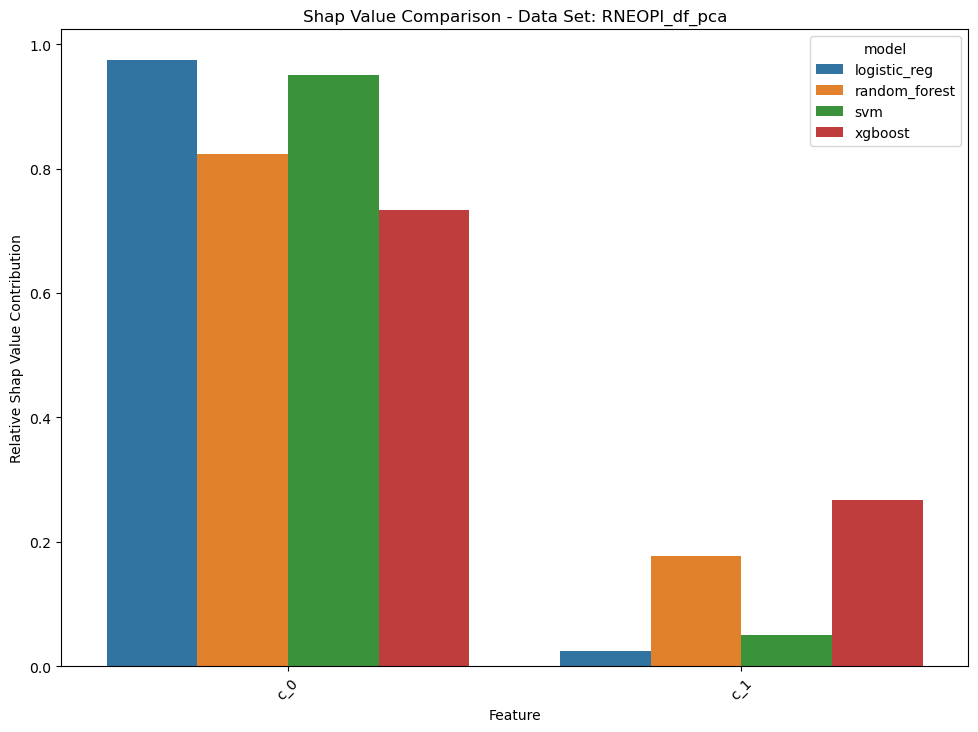 Shap Value Comparison - Data Set: RNEOPI_df_pca
model
logistic_reg
random_forest
svm
xgboost
Relative Shap Value Contribution
1.0
0.8
0.6
0.4
0.2
0.0
c_0
c_1
Feature